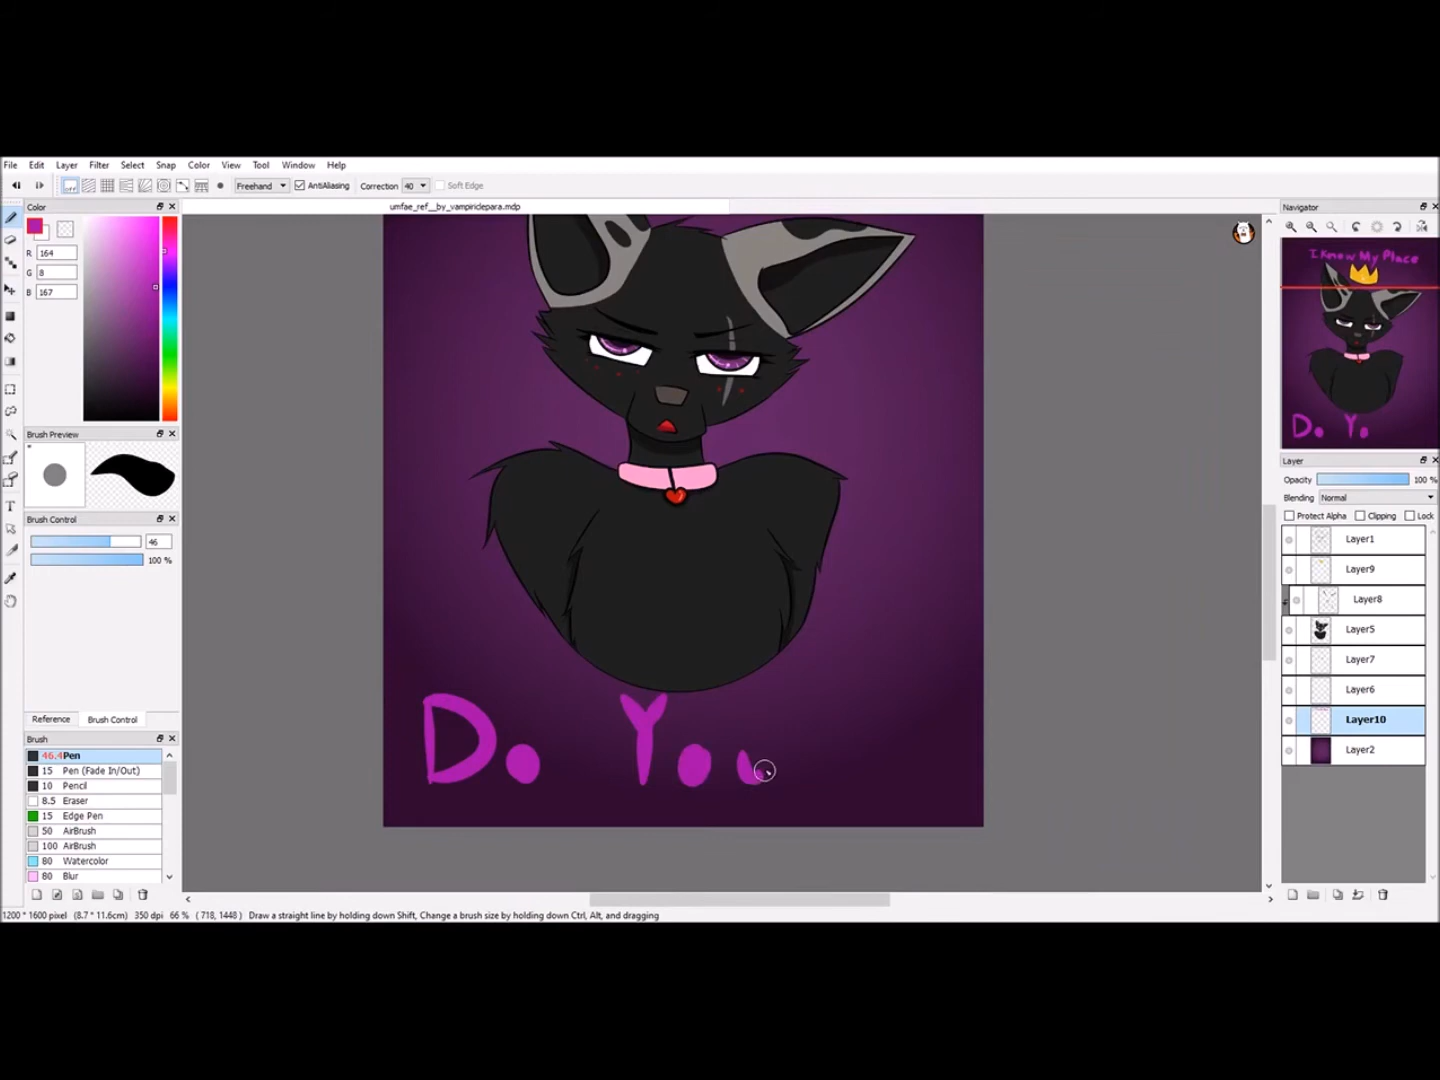 File Edit Layer Filter Select Snap Color View Tool Window Help
Freehand AntiAliasing Correction 40 Soft Edge
Color
umfae_ref__by_vampiriclepara.mdp
Navigator
R 164
G 8
B 167
I Know My Place
Do Yo
Brush Preview
Brush Control
46
100 %
Reference Brush Control
Brush
46.4 Pen
15 Pen (Fade In/Out)
10 Pencil
8.5 Eraser
15 Edge Pen
50 AirBrush
100 AirBrush
80 Watercolor
80 Blur
Do You
Layer
Opacity 100 %
Blending Normal
Protect Alpha Clipping Lock
Layer1
Layer9
Layer8
Layer5
Layer7
Layer6
Layer10
Layer2
1200 * 1600 pixel (8.7 * 11.6cm) 350 dpi 66 % ( 718, 1448 ) Draw a straight line by holding down Shift, Change a brush size by holding down Ctrl, Alt, and dragging